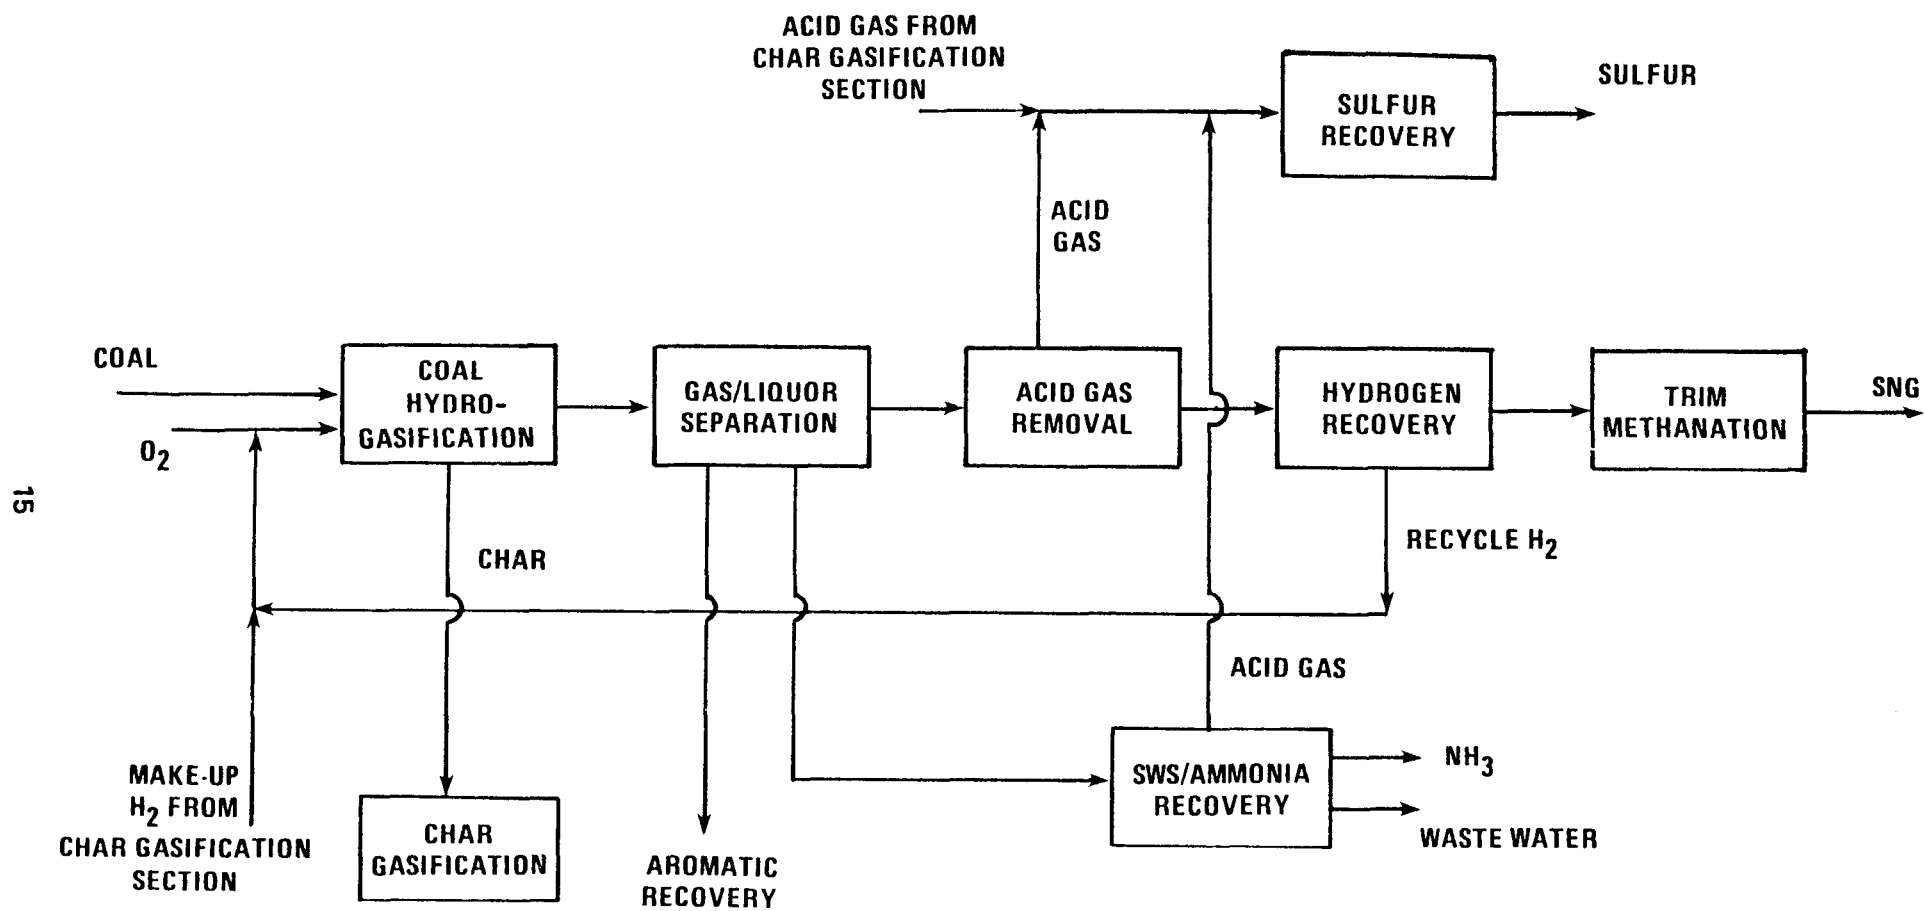 ACID GAS FROM
CHAR GASIFICATION
SECTION
SULFUR
RECOVERY
SULFUR
ACID
GAS
COAL
O2
COAL
HYDRO-
GASIFICATION
GAS/LIQUOR
SEPARATION
ACID GAS
REMOVAL
HYDROGEN
RECOVERY
TRIM
METHANATION
SNG
15
CHAR
RECYCLE H2
ACID GAS
MAKE-UP
H2 FROM
CHAR GASIFICATION
SECTION
CHAR
GASIFICATION
AROMATIC
RECOVERY
SWS/AMMONIA
RECOVERY
NH3
WASTE WATER